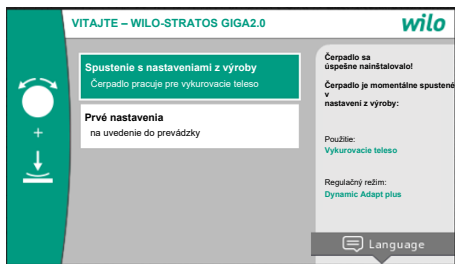 VITAJTE – WILO-STRATOS GIGA2.0
wilo
Spustenie s nastaveniami z výroby
Čerpadlo pracuje pre vykurovacie teleso
Prvé nastavenia
na uvedenie do prevádzky
Čerpadlo sa
úspešne nainštalovalo!
Čerpadlo je momentálne spustené
v
nastavení z výroby:
Použitie:
Vykurovacie teleso
Regulačný režim:
Dynamic Adapt plus
+
Language